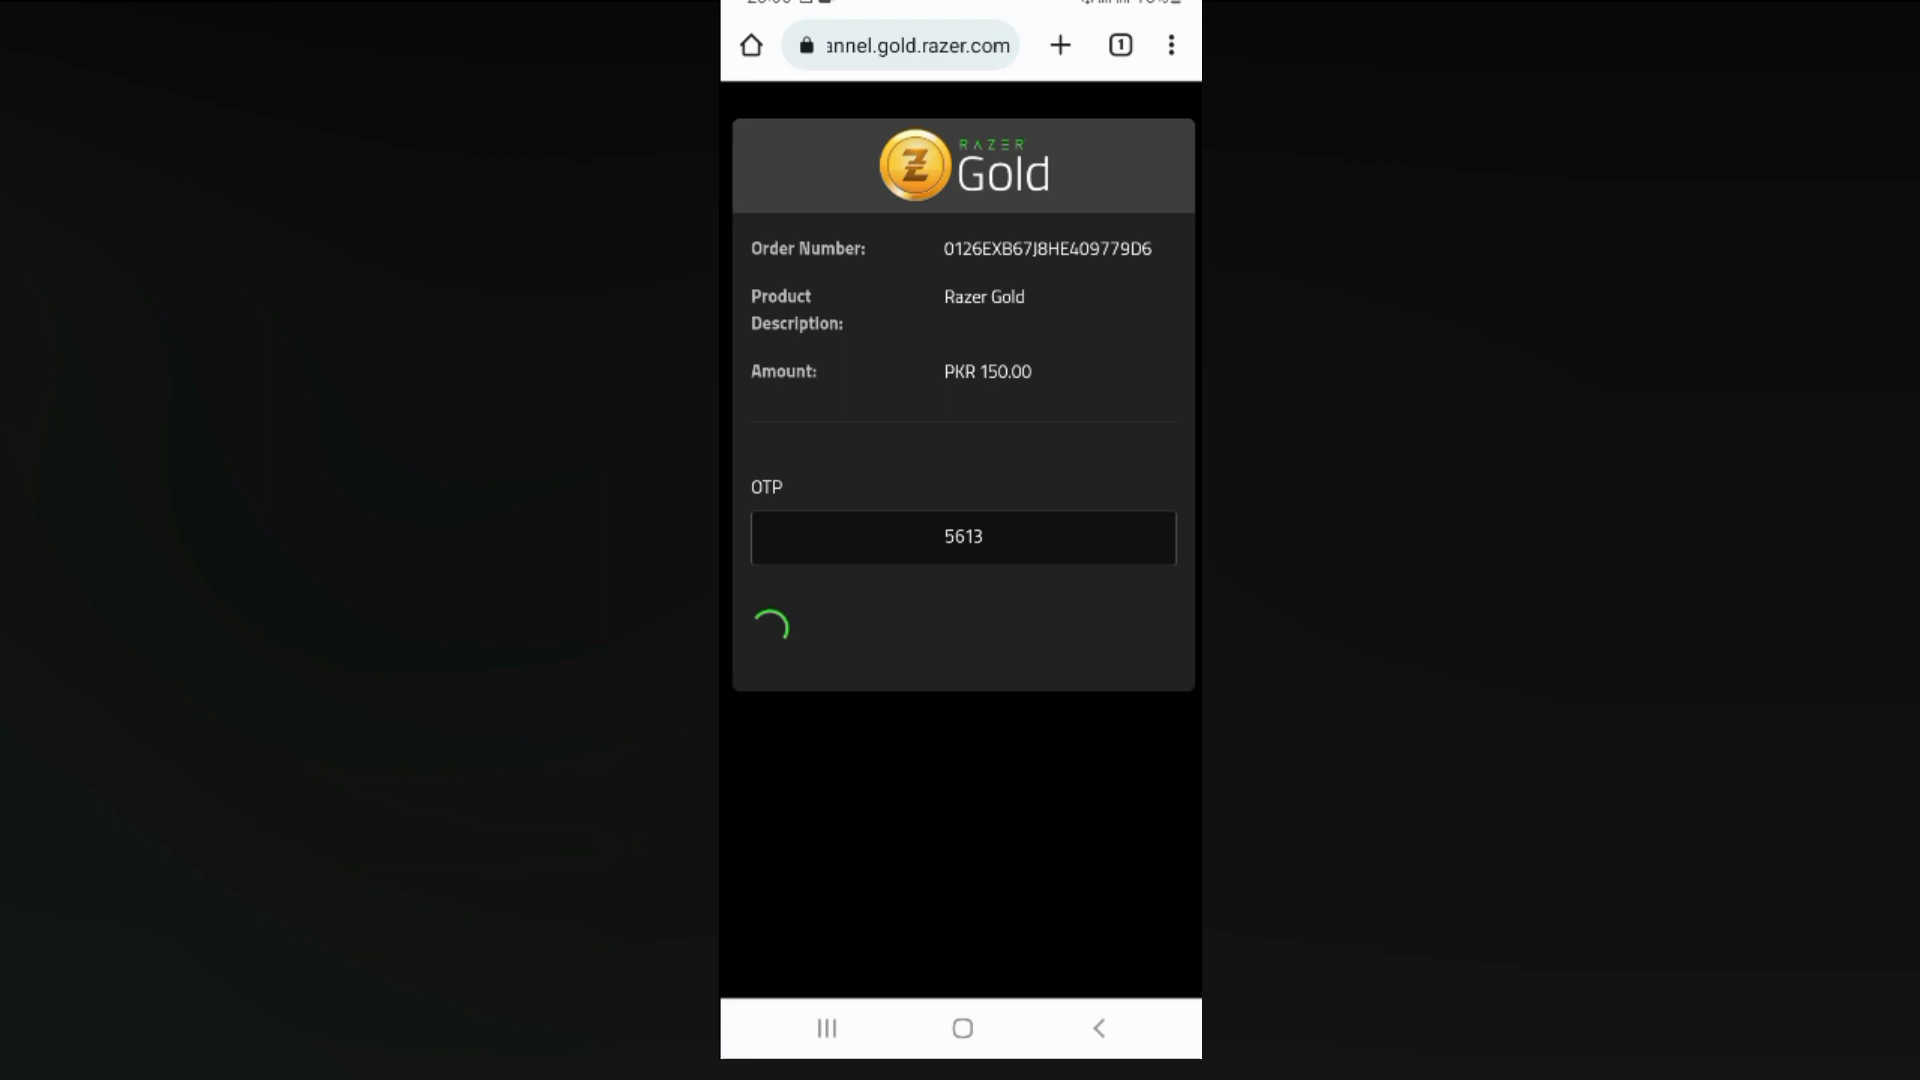 annel.gold.razer.com
1
RAZER
Gold
Order Number: 0126EXB67J8HE409779D6
Product Razer Gold
Description:
Amount: PKR 150.00
OTP
5613